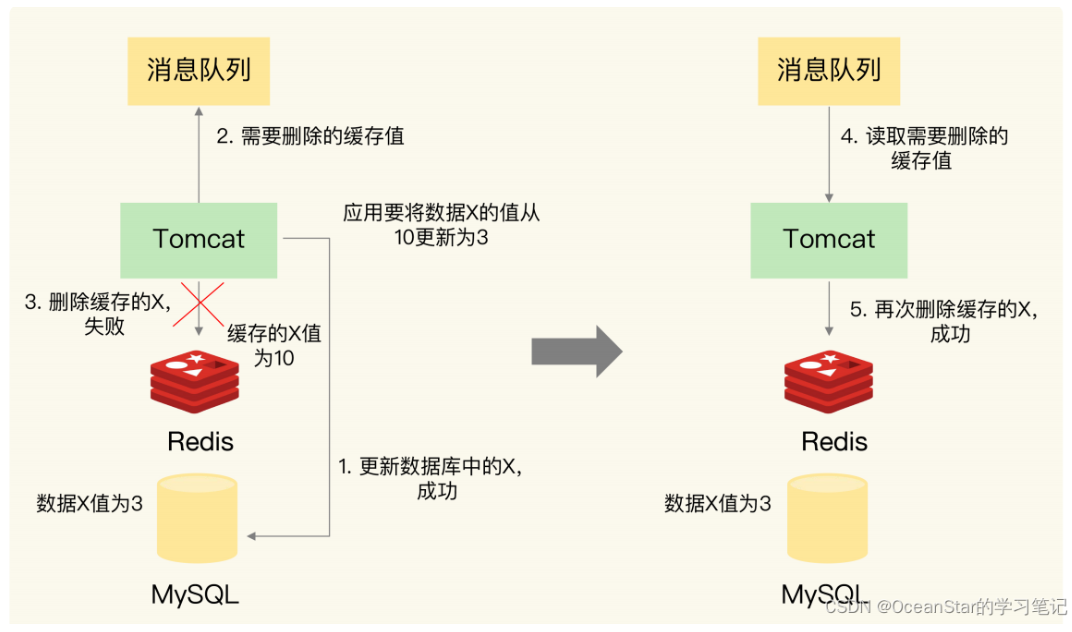 消息队列
2. 需要删除的缓存值
Tomcat
应用要将数据X的值从
10更新为3
3. 删除缓存的X,
失败
缓存的X值
为10
Redis
1. 更新数据库中的X,
成功
数据X值为3
MySQL
消息队列
4. 读取需要删除的
缓存值
Tomcat
5. 再次删除缓存的X,
成功
Redis
数据X值为3
MySQL
CSDN @OceanStar的学习笔记